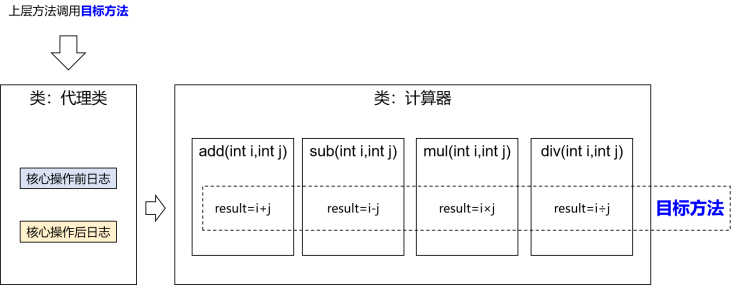 上层方法调用目标方法
类：代理类
类：计算器
核心操作前日志
核心操作后日志
add(int i,int j)
sub(int i,int j)
mul(int i,int j)
div(int i,int j)
result=i+j
result=i-j
result=i×j
result=i÷j
目标方法